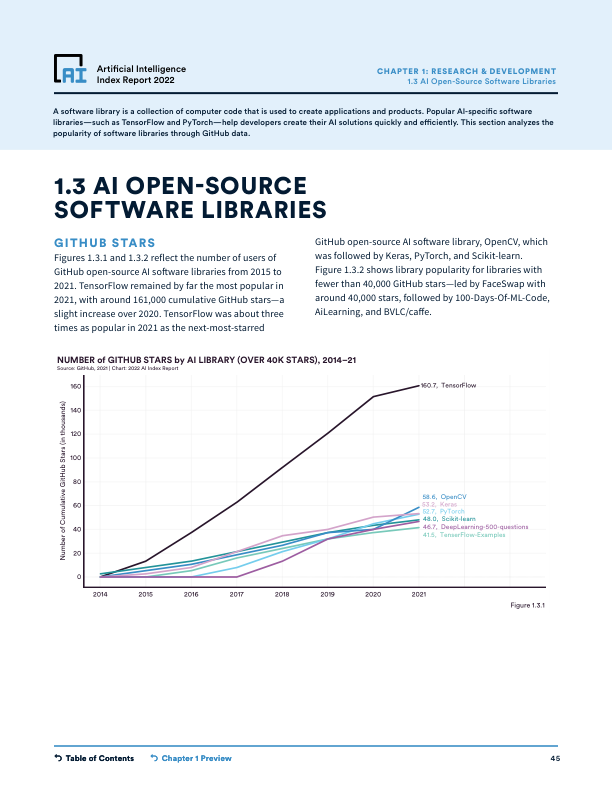 Artificial Intelligence
Index Report 2022
CHAPTER 1: RESEARCH & DEVELOPMENT
1.3 AI Open-Source Software Libraries
A software library is a collection of computer code that is used to create applications and products. Popular AI-specific software
libraries—such as TensorFlow and PyTorch—help developers create their AI solutions quickly and efficiently. This section analyzes the
popularity of software libraries through GitHub data.
1.3 AI OPEN-SOURCE
SOFTWARE LIBRARIES
GITHUB STARS
Figures 1.3.1 and 1.3.2 reflect the number of users of
GitHub open-source AI software libraries from 2015 to
2021. TensorFlow remained by far the most popular in
2021, with around 161,000 cumulative GitHub stars—a
slight increase over 2020. TensorFlow was about three
times as popular in 2021 as the next-most-starred
GitHub open-source AI software library, OpenCV, which
was followed by Keras, PyTorch, and Scikit-learn.
Figure 1.3.2 shows library popularity for libraries with
fewer than 40,000 GitHub stars—led by FaceSwap with
around 40,000 stars, followed by 100-Days-Of-ML-Code,
AiLearning, and BVLC/caffe.
NUMBER of GITHUB STARS by AI LIBRARY (OVER 40K STARS), 2014–21
Source: GitHub, 2021 | Chart: 2022 AI Index Report
Number of Cumulative GitHub Stars (in thousands)
160
140
120
100
80
60
40
20
0
160.7, TensorFlow
58.6, OpenCV
53.2, Keras
52.7, PyTorch
48.0, Scikit-learn
46.7, DeepLearning-500-questions
41.5, TensorFlow-Examples
2014
2015
2016
2017
2018
2019
2020
2021
Figure 1.3.1
Table of Contents
Chapter 1 Preview
45